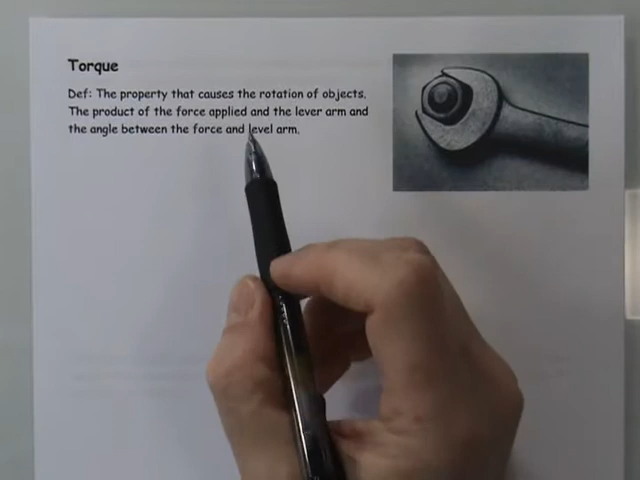 Torque
Def: The property that causes the rotation of objects.
The product of the force applied and the lever arm and
the angle between the force and level arm.